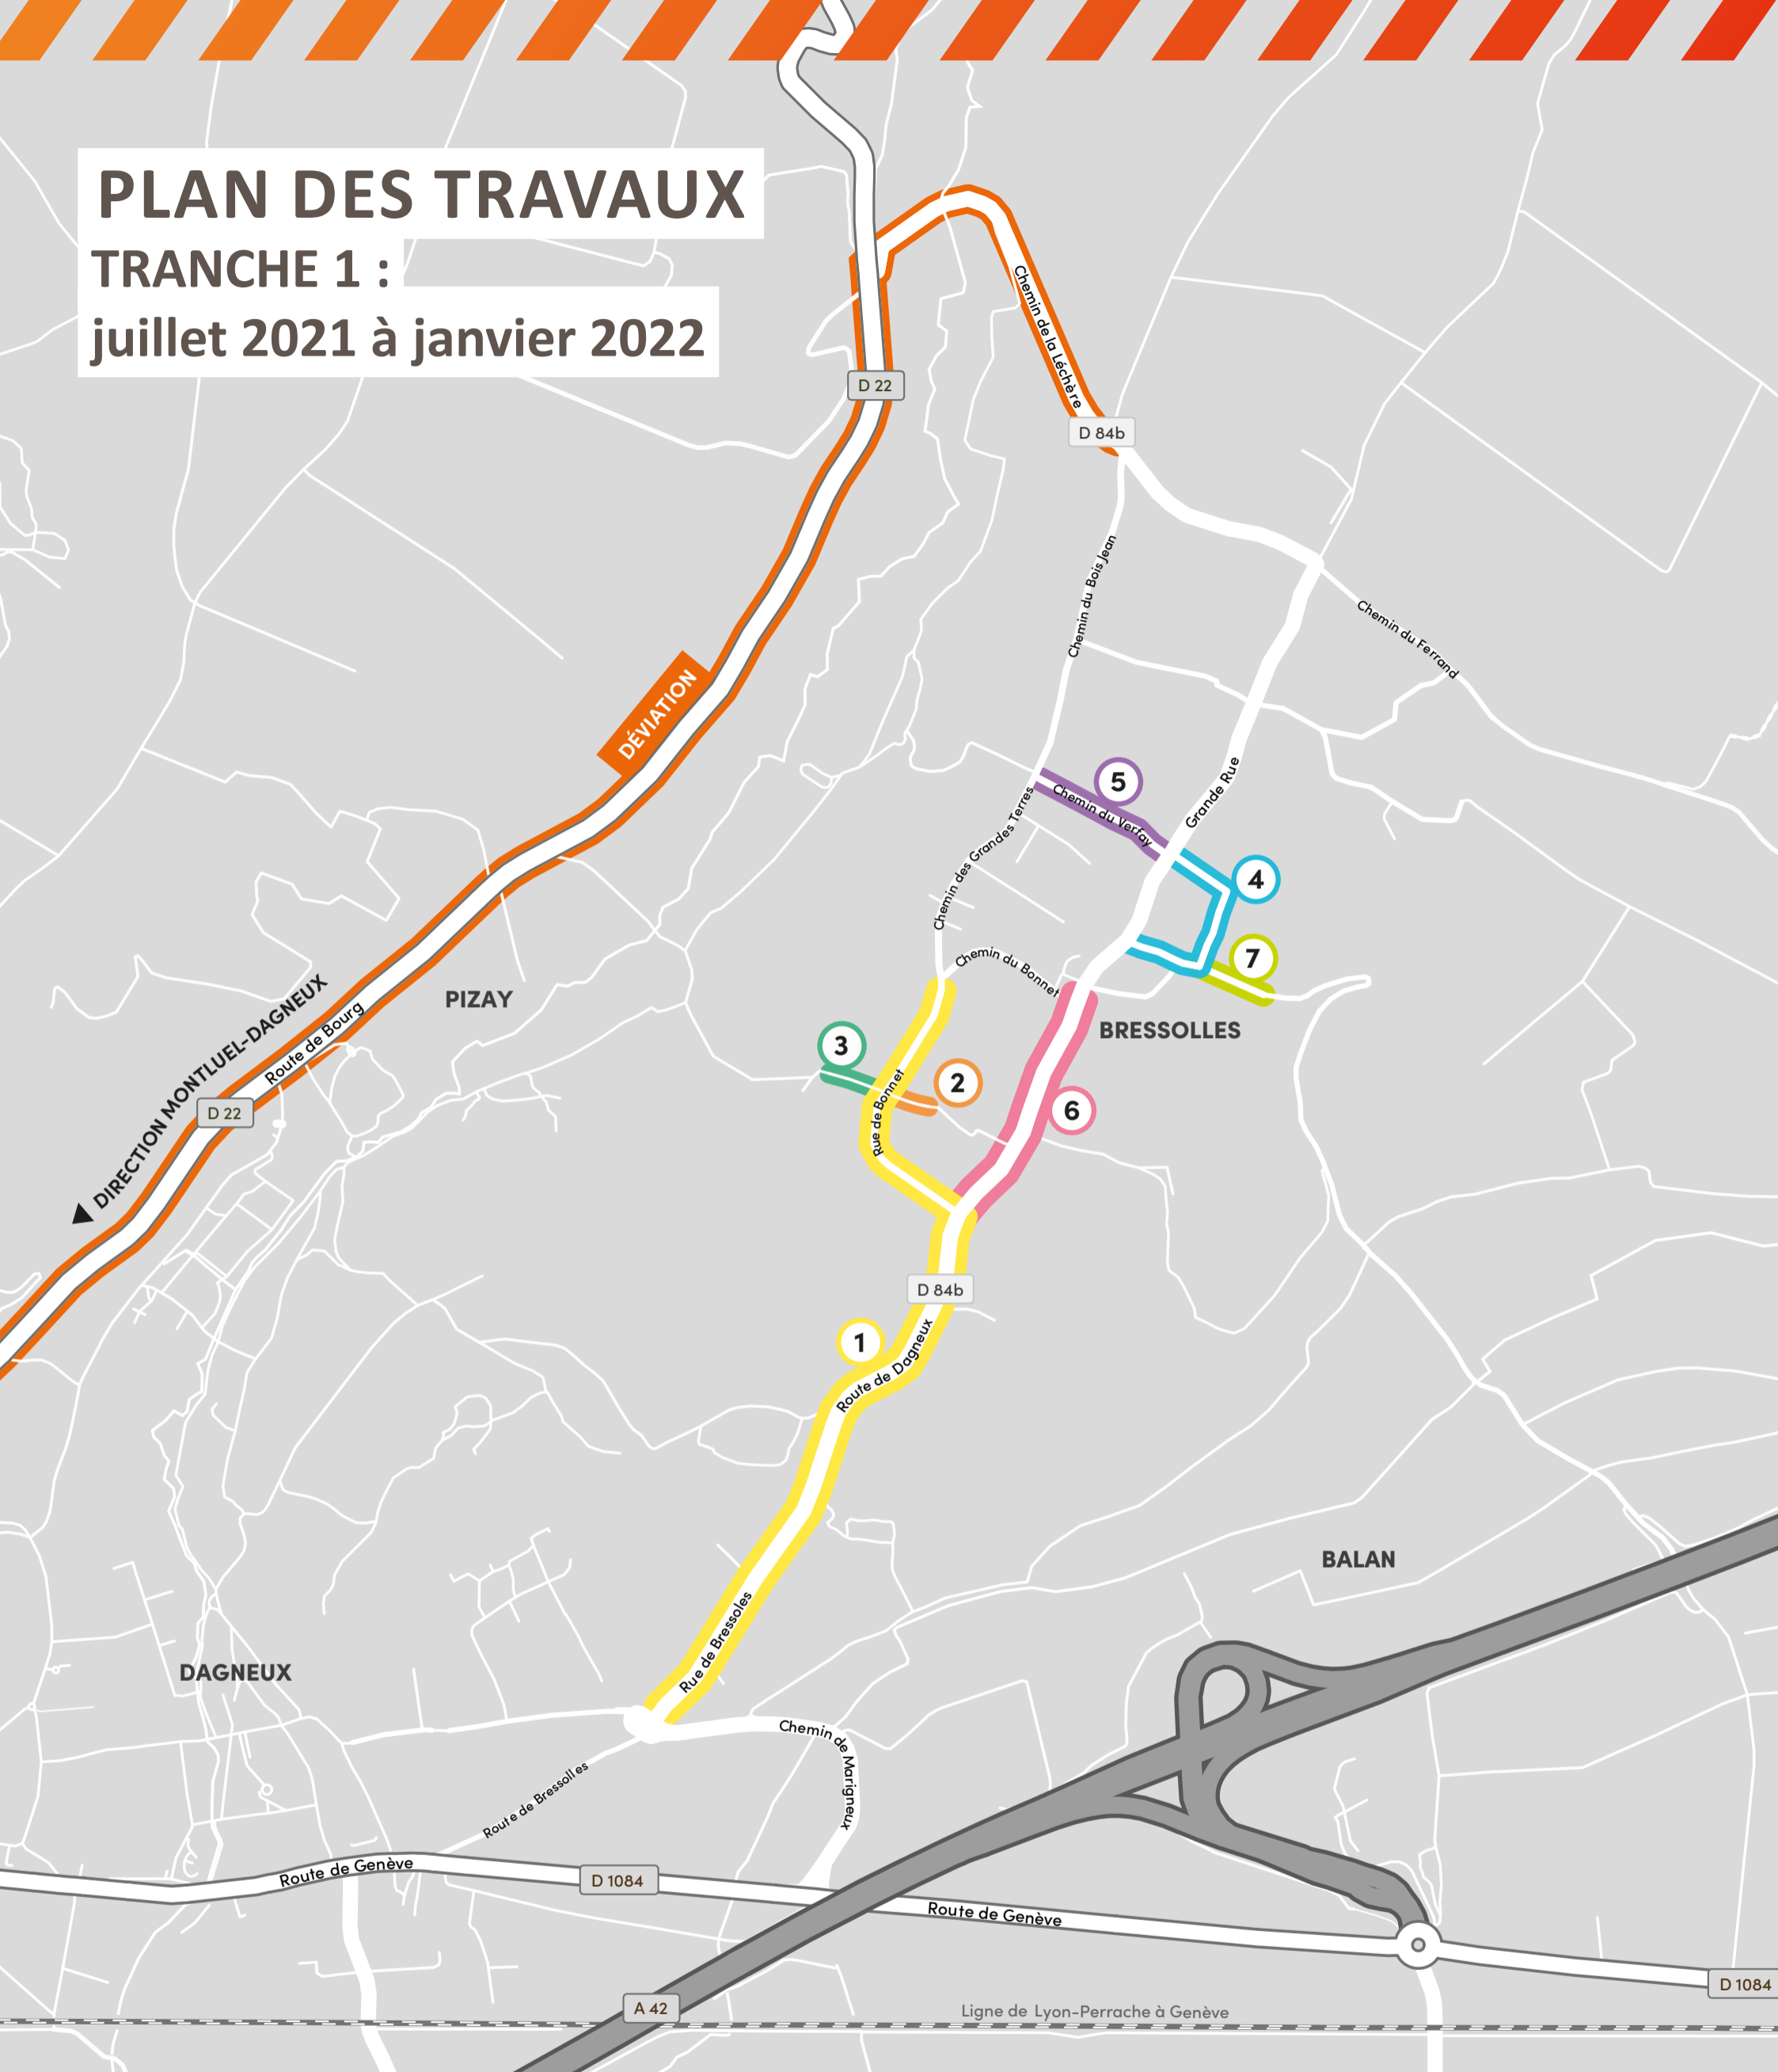 PLAN DES TRAVAUX
TRANCHE 1 :
juillet 2021 à janvier 2022
Chemin de la Léchère
D 22
D 84b
Chemin du Bois Jean
Chemin du Ferrand
DÉVIATION
5
Chemin du Verfay
Grande Rue
Chemin des Grandes Terres
4
Chemin du Bonnet
7
PIZAY
DIRECTION MONTLUEL-DAGNEUX
Route de Bourg
BRESSOLLES
3
2
Rue de Bonnet
6
D 22
D 84b
1
Route de Dagneux
BALAN
Rue de Bressoles
DAGNEUX
Chemin de Marigneux
Route de Bressolles
Route de Genève
D 1084
Route de Genève
D 1084
A 42
Ligne de Lyon-Perrache à Genève